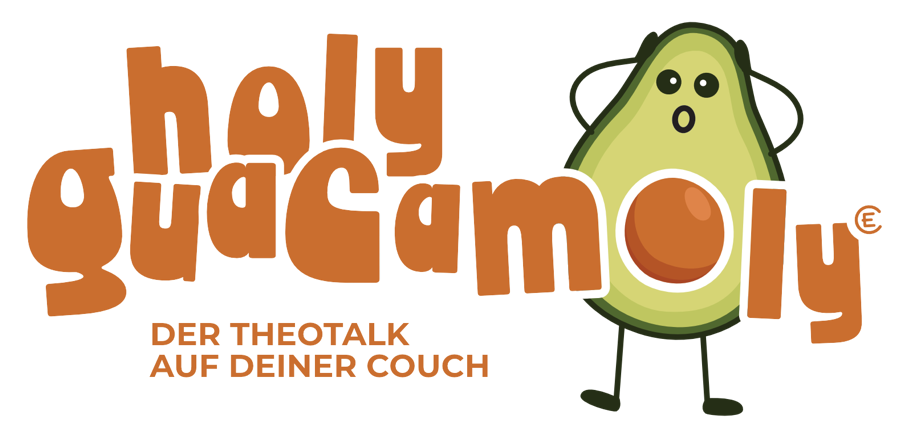 holy
guacamoly
DER THEOTALK
AUF DEINER COUCH